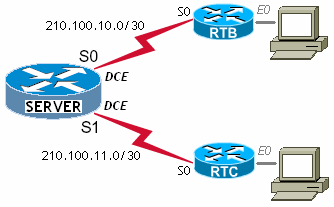 210.100.10.0/30
S0
E0
RTB
S0
DCE
SERVER
DCE
S1
210.100.11.0/30
S0
E0
RTC